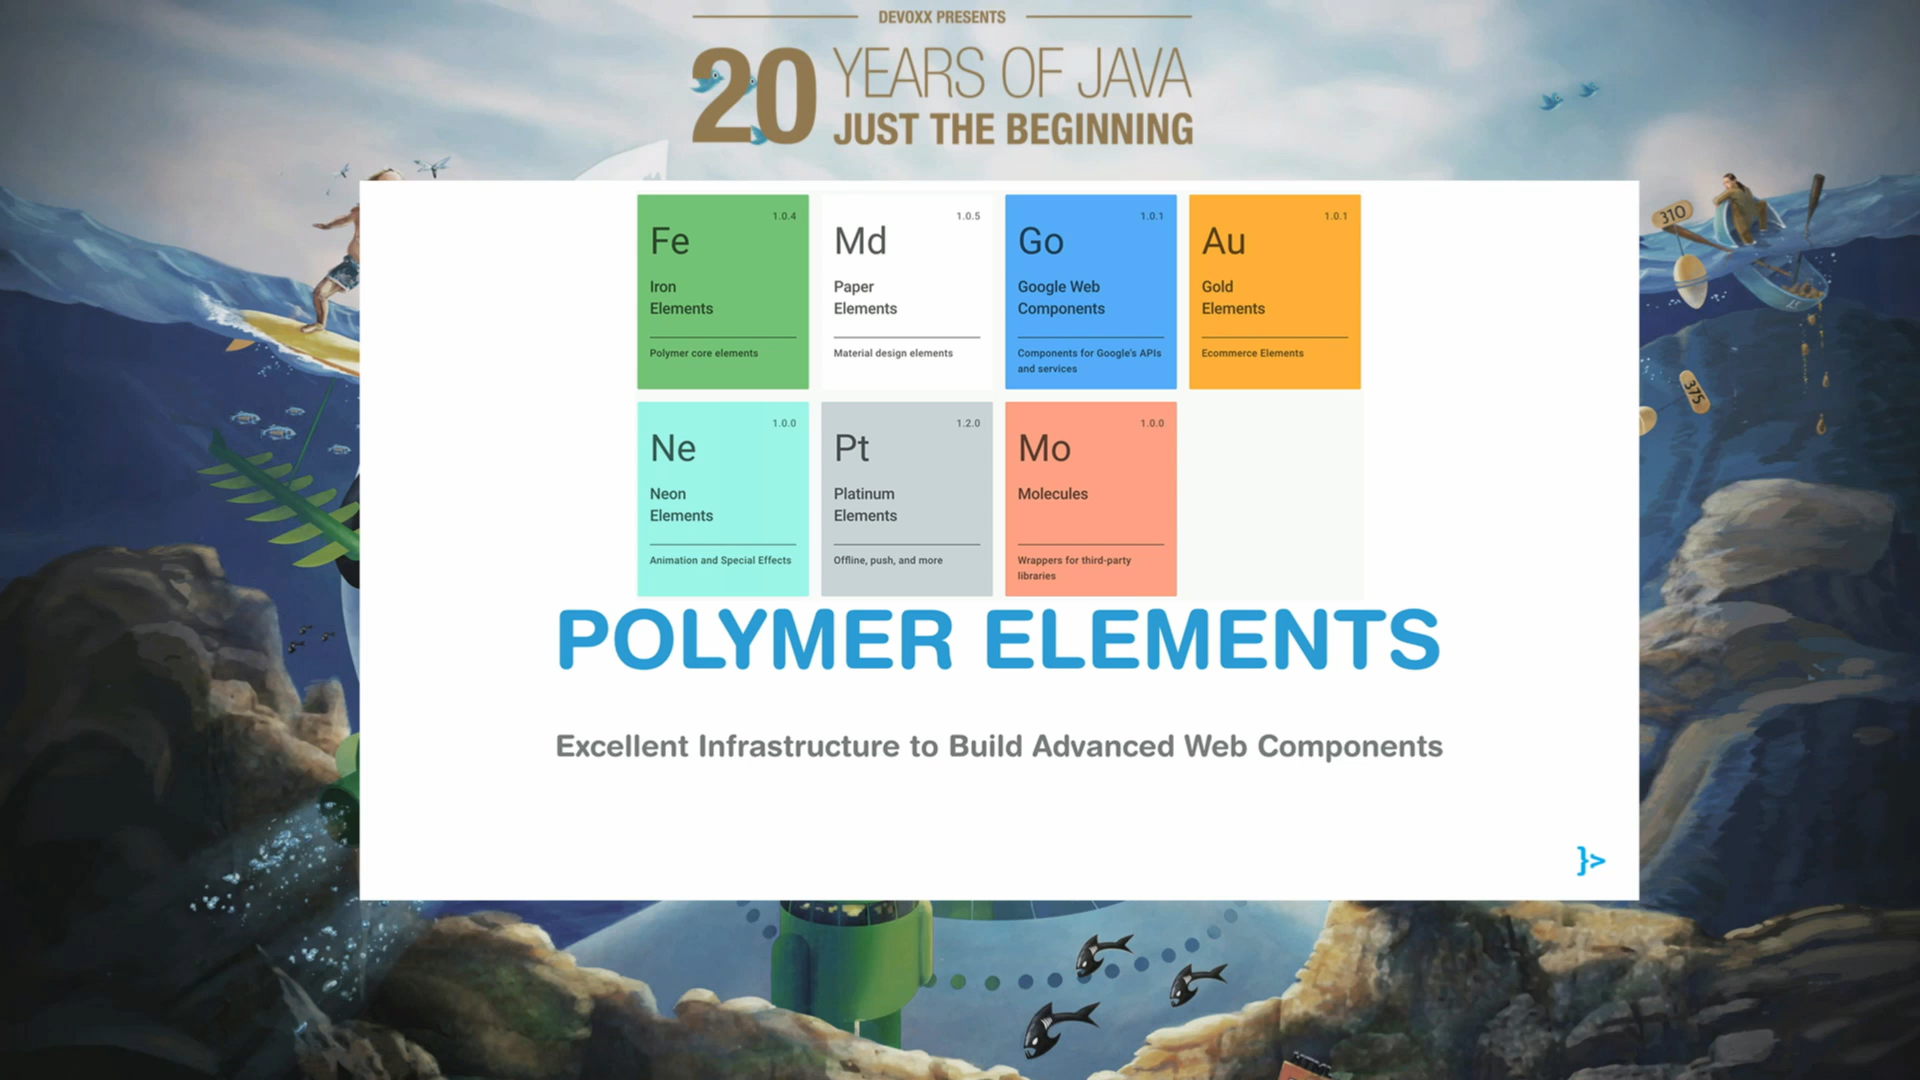 DEVOXX PRESENTS
20 YEARS OF JAVA
JUST THE BEGINNING
310
375
1.0.4
Fe
Iron
Elements
Polymer core elements
1.0.5
Md
Paper
Elements
Material design elements
1.0.1
Go
Google Web
Components
Components for Google's APIs
and services
1.0.1
Au
Gold
Elements
Ecommerce Elements
1.0.0
Ne
Neon
Elements
Animation and Special Effects
1.2.0
Pt
Platinum
Elements
Offline, push, and more
1.0.0
Mo
Molecules
Wrappers for third-party
libraries
POLYMER ELEMENTS
Excellent Infrastructure to Build Advanced Web Components
}>